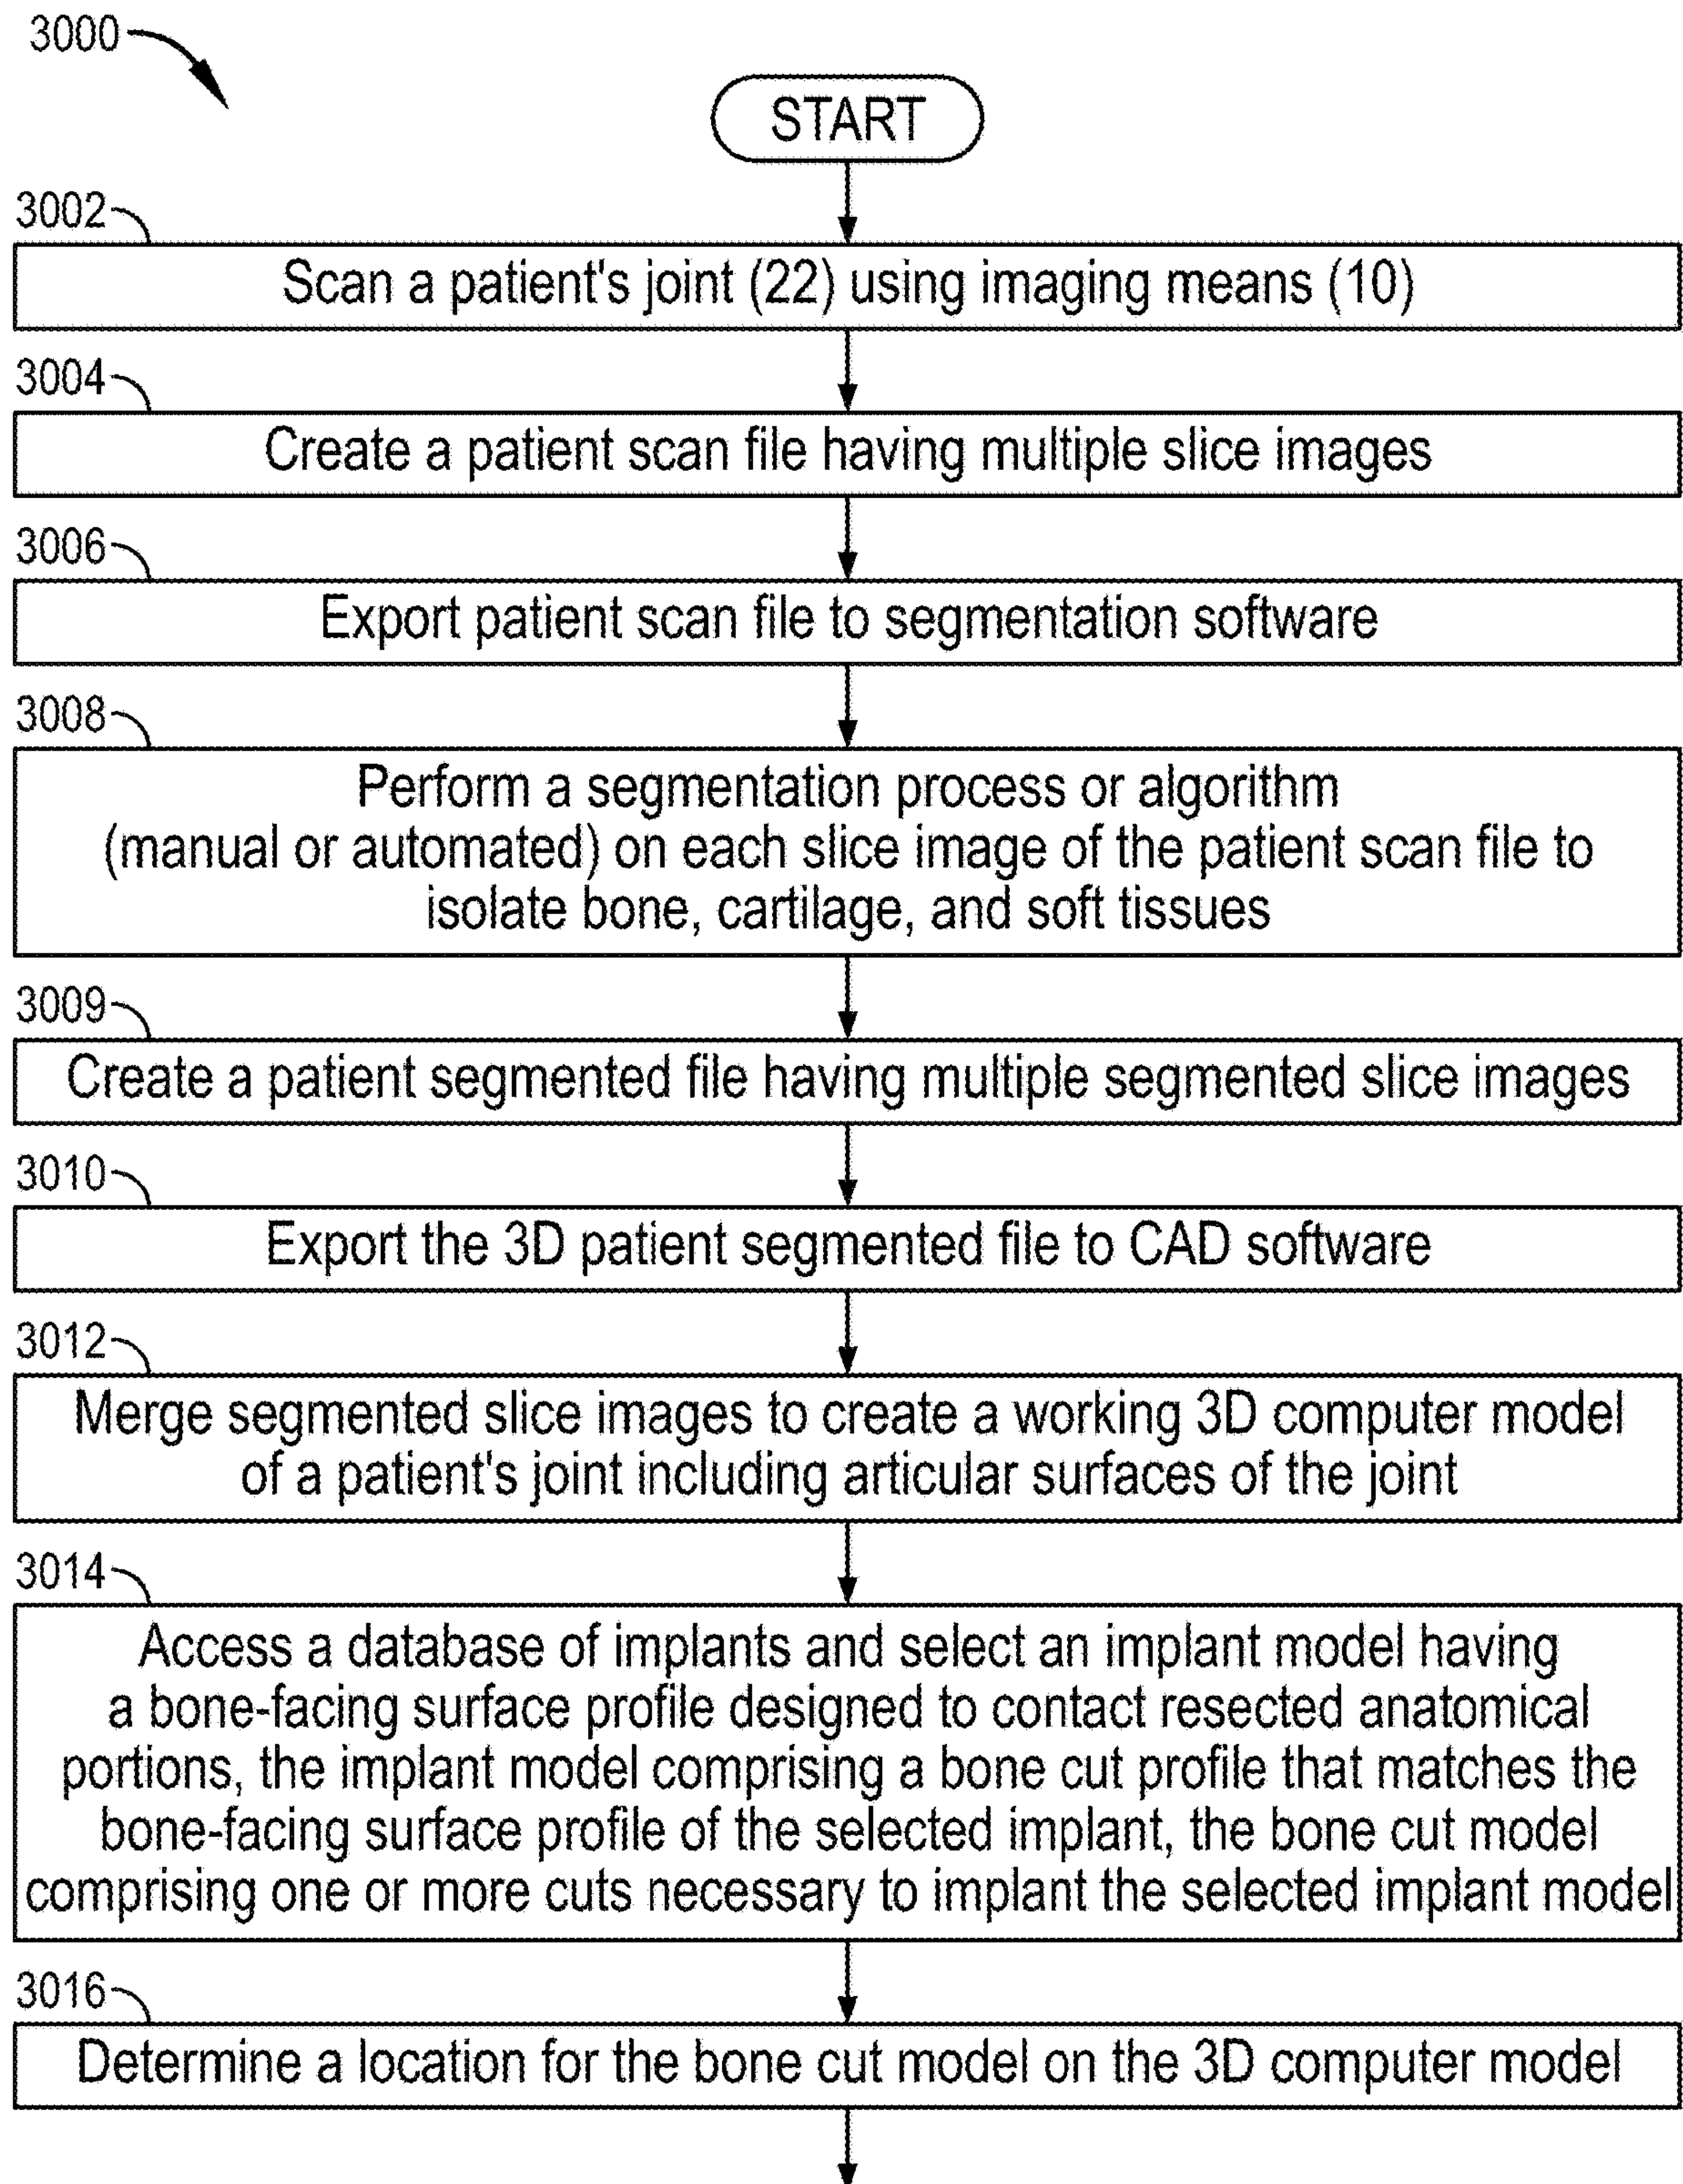 3000
START
3002
Scan a patient's joint (22) using imaging means (10)
3004
Create a patient scan file having multiple slice images
3006
Export patient scan file to segmentation software
3008
Perform a segmentation process or algorithm
(manual or automated) on each slice image of the patient scan file to
isolate bone, cartilage, and soft tissues
3009
Create a patient segmented file having multiple segmented slice images
3010
Export the 3D patient segmented file to CAD software
3012
Merge segmented slice images to create a working 3D computer model
of a patient's joint including articular surfaces of the joint
3014
Access a database of implants and select an implant model having
a bone-facing surface profile designed to contact resected anatomical
portions, the implant model comprising a bone cut profile that matches the
bone-facing surface profile of the selected implant, the bone cut model
comprising one or more cuts necessary to implant the selected implant model
3016
Determine a location for the bone cut model on the 3D computer model